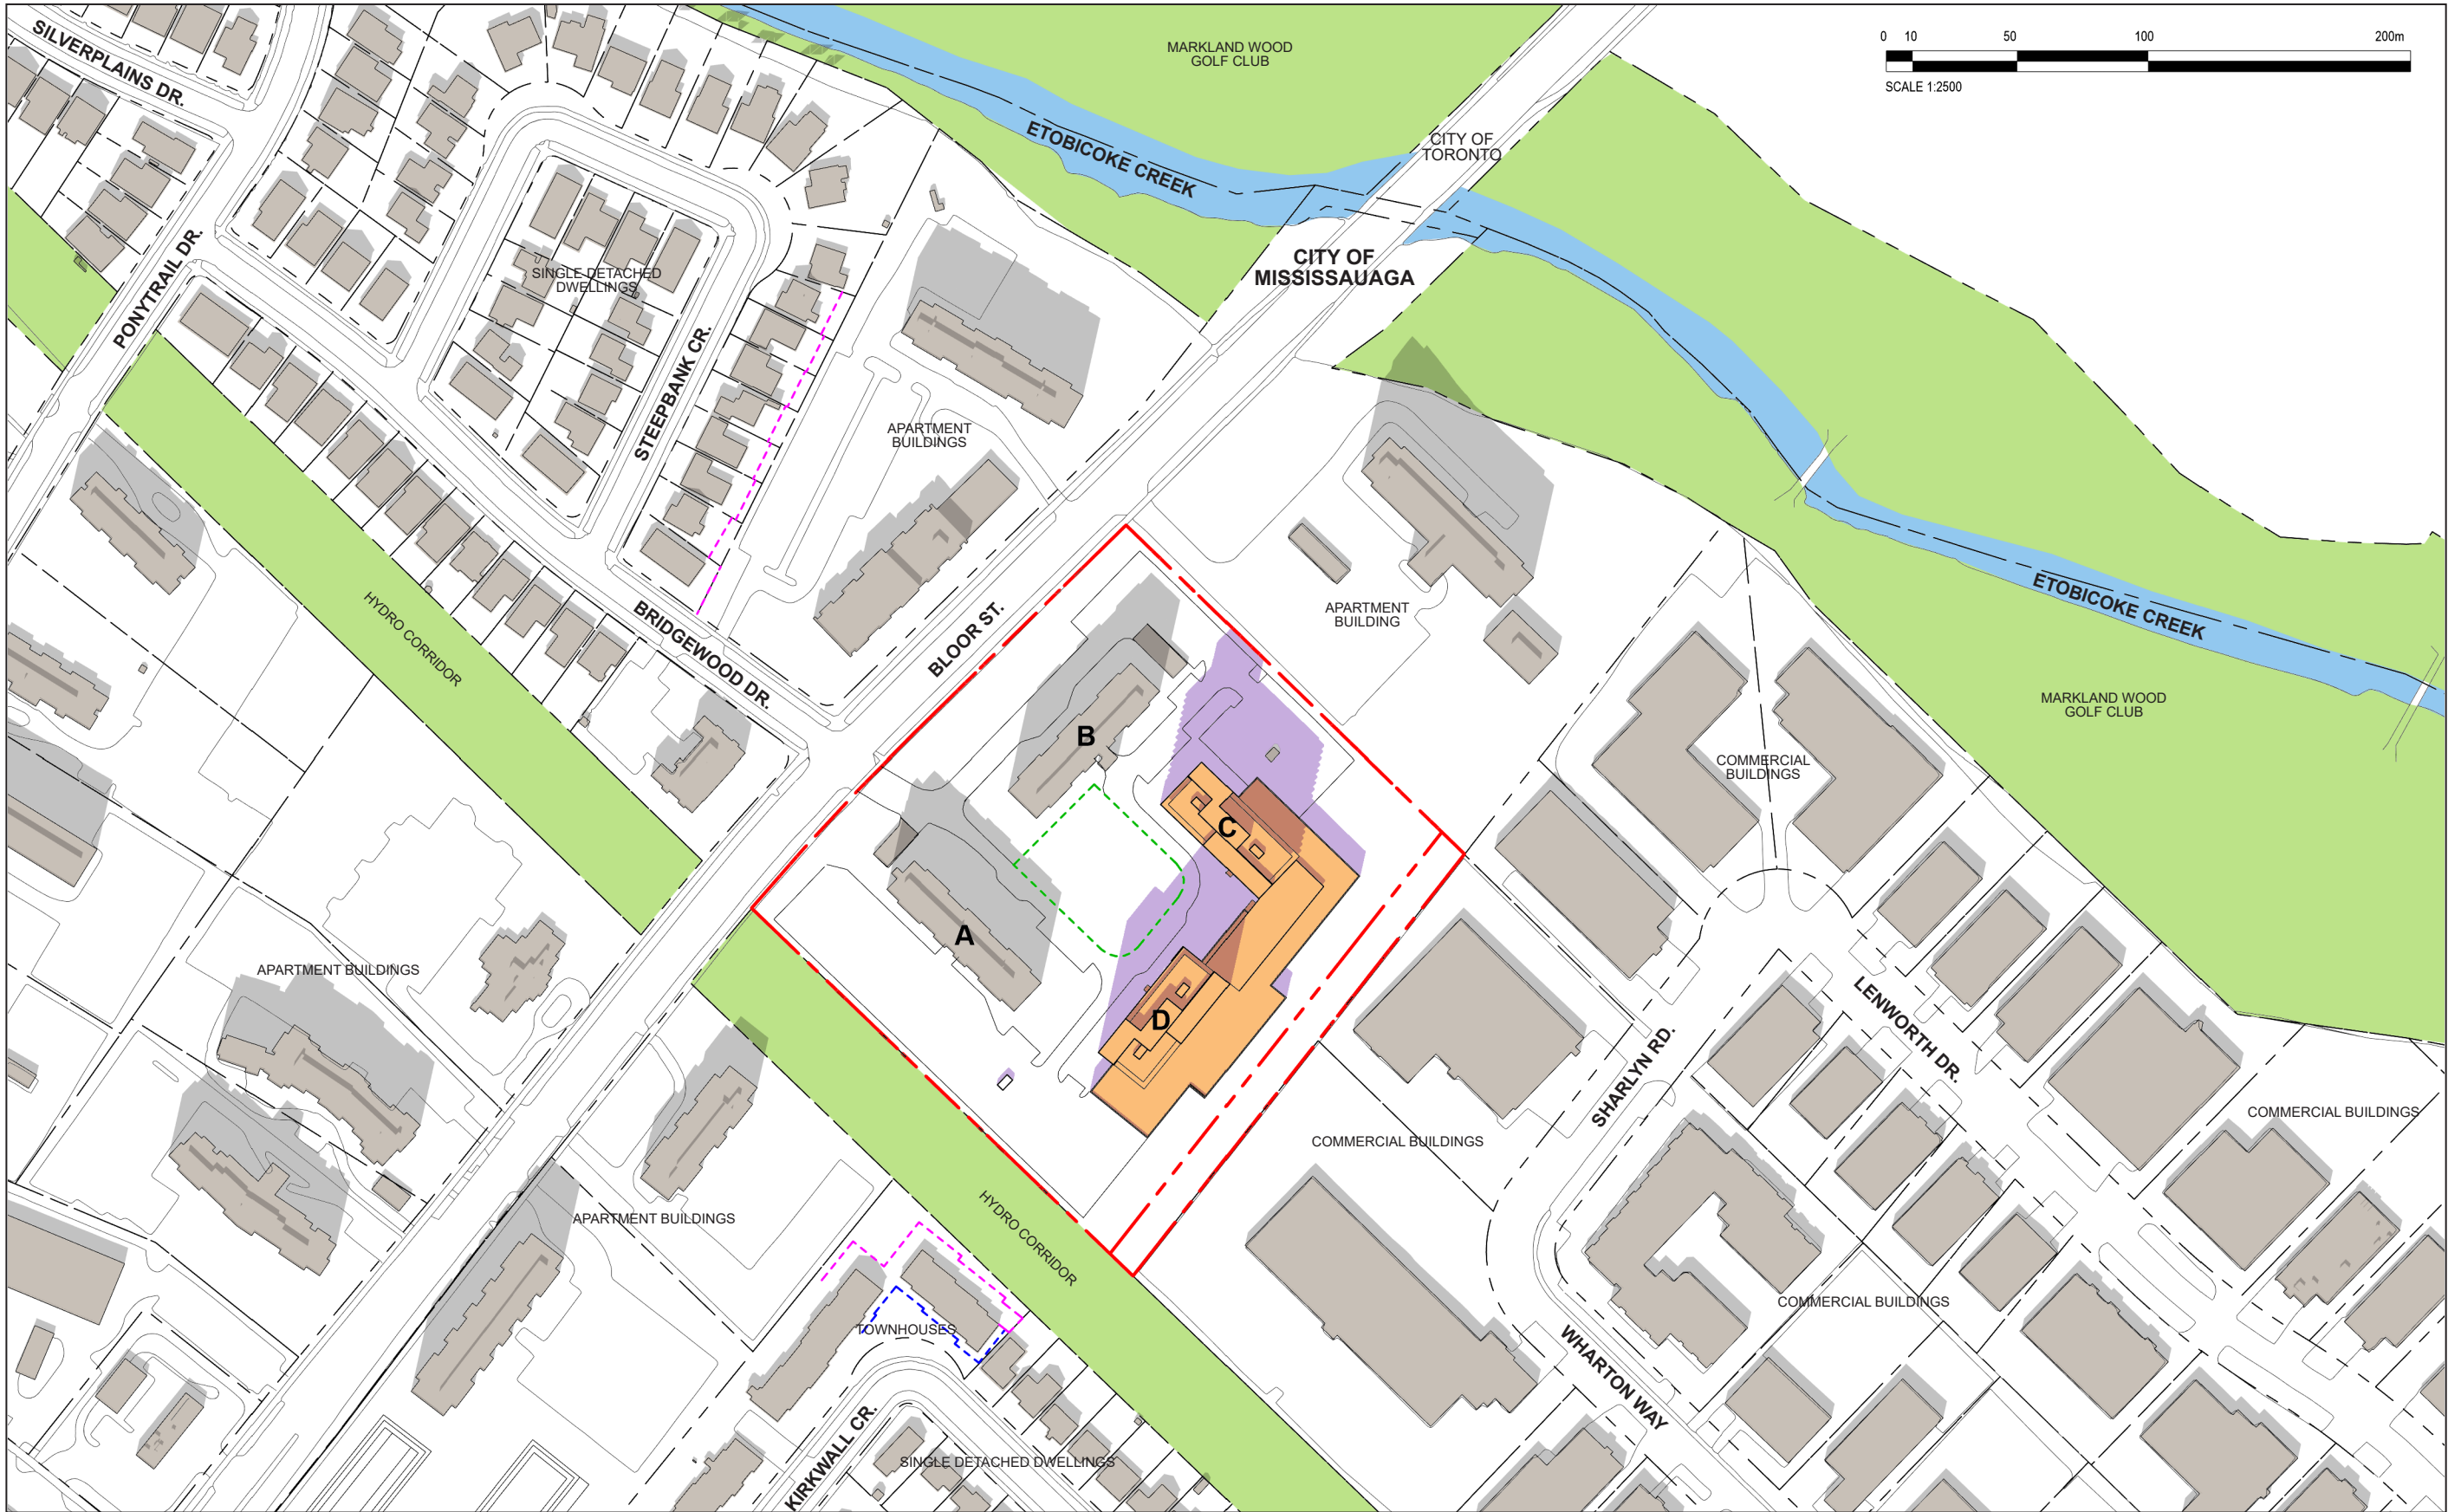 SILVERPLAINS DR.
MARKLAND WOOD
GOLF CLUB
0 10 50 100 200m
SCALE 1:2500
ETOBICOKE CREEK
CITY OF
TORONTO
CITY OF
MISSISSAUAGA
PONYTRAIL DR.
SINGLE DETACHED
DWELLINGS
STEEPBANK CR.
APARTMENT
BUILDINGS
HYDRO CORRIDOR
BRIDGEWOOD DR.
BLOOR ST.
APARTMENT
BUILDING
ETOBICOKE CREEK
MARKLAND WOOD
GOLF CLUB
B
COMMERCIAL
BUILDINGS
C
A
D
APARTMENT BUILDINGS
SHARLYN RD.
LENWORTH DR.
COMMERCIAL BUILDINGS
COMMERCIAL BUILDINGS
APARTMENT BUILDINGS
HYDRO CORRIDOR
COMMERCIAL BUILDINGS
TOWNHOUSES
WHARTON WAY
KIRKWALL CR.
SINGLE DETACHED DWELLINGS